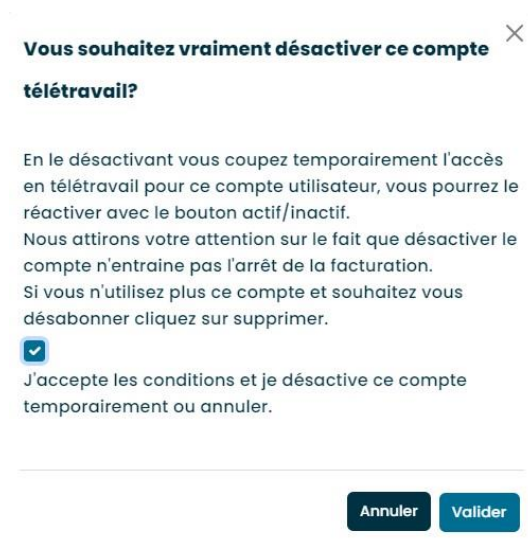 Vous souhaitez vraiment désactiver ce compte
télétravail?
En le désactivant vous coupez temporairement l'accès
en télétravail pour ce compte utilisateur, vous pourrez le
réactiver avec le bouton actif/inactif.
Nous attirons votre attention sur le fait que désactiver le
compte n'entraine pas l'arrêt de la facturation.
Si vous n'utilisez plus ce compte et souhaitez vous
désabonner cliquez sur supprimer.
J'accepte les conditions et je désactive ce compte
temporairement ou annuler.
Annuler Valider